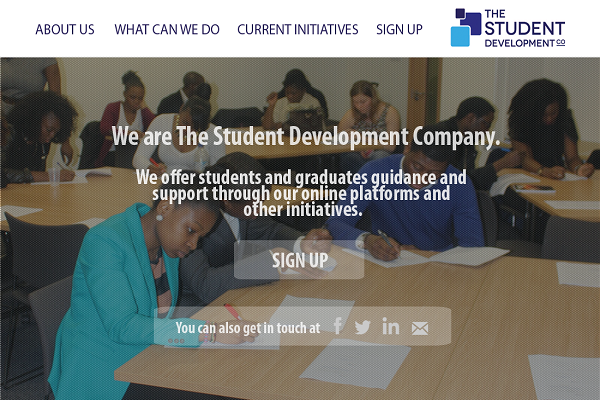 ABOUT US WHAT CAN WE DO CURRENT INITIATIVES SIGN UP
THE
STUDENT
DEVELOPMENT CO
We are The Student Development Company.
We offer students and graduates guidance and
support through our online platforms and
other initiatives.
SIGN UP
You can also get in touch at